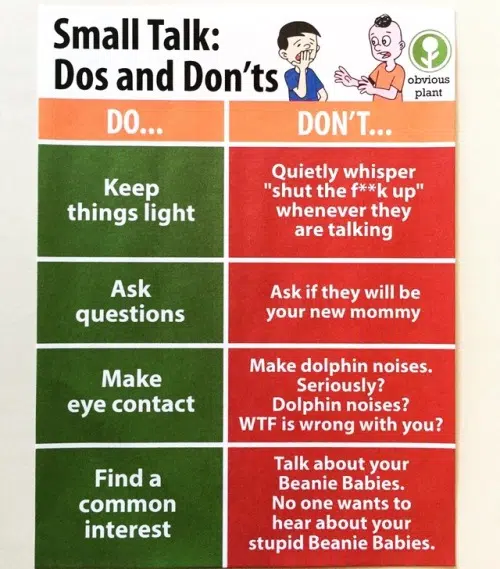 Small Talk:
Dos and Don'ts
obvious
plant
DO...
DON'T...
Keep
things light
Quietly whisper
"shut the f**k up"
whenever they
are talking
Ask
questions
Ask if they will be
your new mommy
Make
eye contact
Make dolphin noises.
Seriously?
Dolphin noises?
WTF is wrong with you?
Find a
common
interest
Talk about your
Beanie Babies.
No one wants to
hear about your
stupid Beanie Babies.